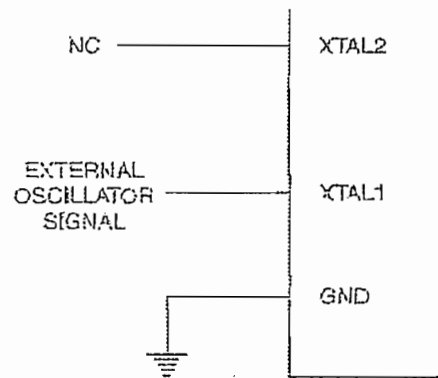 NC
XTAL2
EXTERNAL
OSCILLATOR
SIGNAL
XTAL1
GND